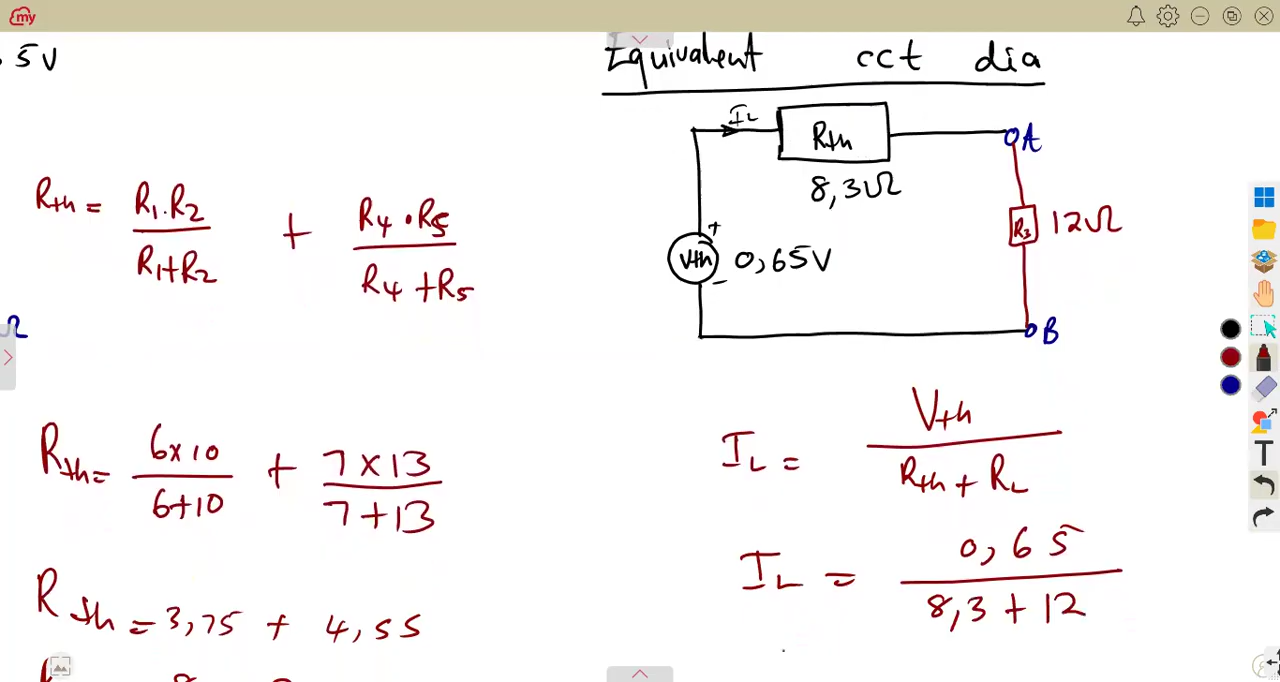 my
5V
Rth = R1.R2 / R1+R2 + R4.R5 / R4+R5
Ω
Rth = 6x10 / 6+10 + 7x13 / 7+13
Rth = 3,75 + 4,55
Equivalent cct dia
IL
Rth
8,3Ω
A
+
Vth
0,65V
-
R3
12Ω
B
IL = Vth / Rth + RL
IL = 0,65 / 8,3 + 12
T